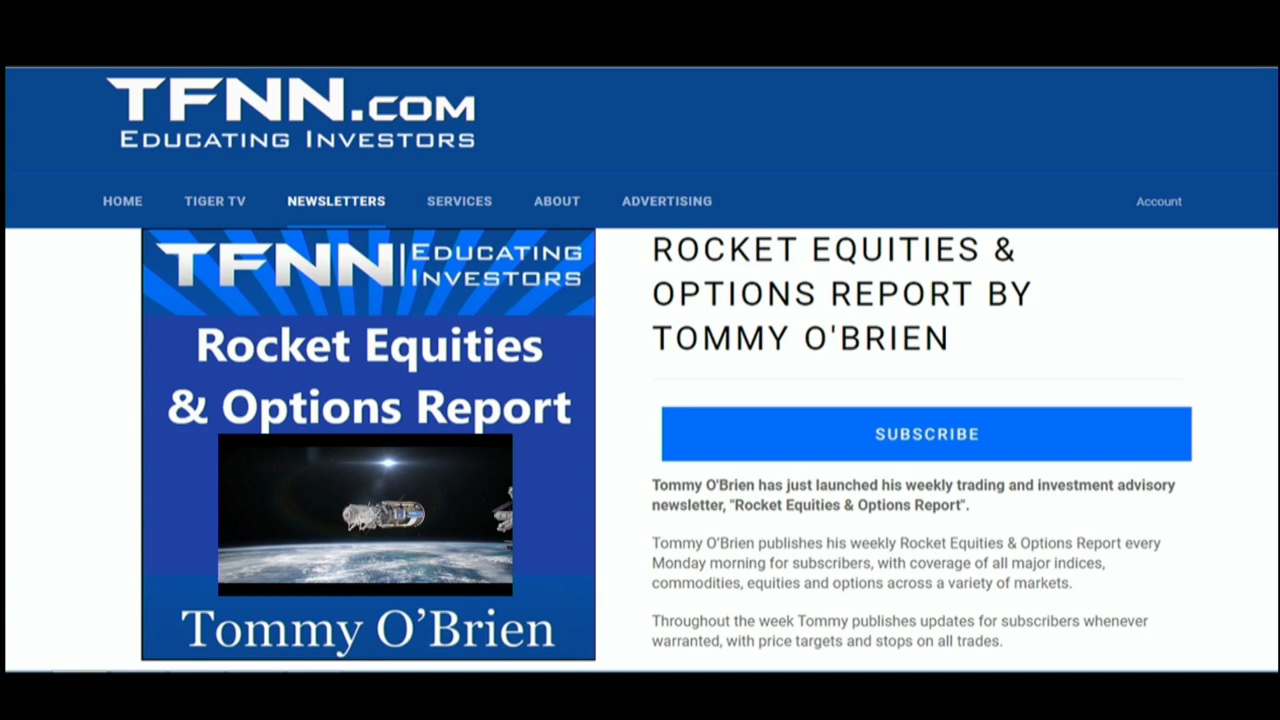 TFNN.COM
EDUCATING INVESTORS
HOME TIGER TV NEWSLETTERS SERVICES ABOUT ADVERTISING Account
TFNN | EDUCATING
INVESTORS
Rocket Equities
& Options Report
Tommy O’Brien
ROCKET EQUITIES &
OPTIONS REPORT BY
TOMMY O'BRIEN
SUBSCRIBE
Tommy O'Brien has just launched his weekly trading and investment advisory
newsletter, "Rocket Equities & Options Report".
Tommy O'Brien publishes his weekly Rocket Equities & Options Report every
Monday morning for subscribers, with coverage of all major indices,
commodities, equities and options across a variety of markets.
Throughout the week Tommy publishes updates for subscribers whenever
warranted, with price targets and stops on all trades.